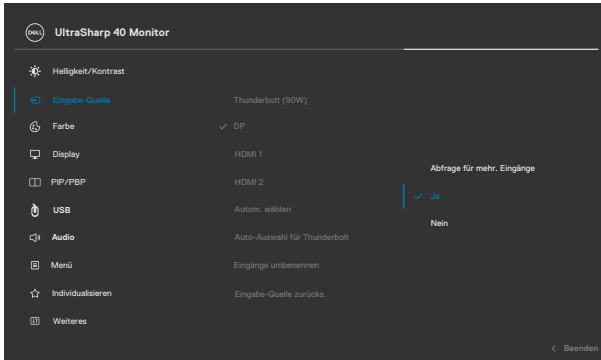 DELL
UltraSharp 40 Monitor
Helligkeit/Kontrast
Eingabe-Quelle
Farbe
Display
PIP/PBP
USB
Audio
Menü
Individualisieren
Weiteres
Thunderbolt (90W)
DP
HDMI 1
HDMI 2
Autom. wählen
Auto-Auswahl für Thunderbolt
Eingänge umbenennen
Eingabe-Quelle zurücks.
Abfrage für mehr. Eingänge
Ja
Nein
Beenden